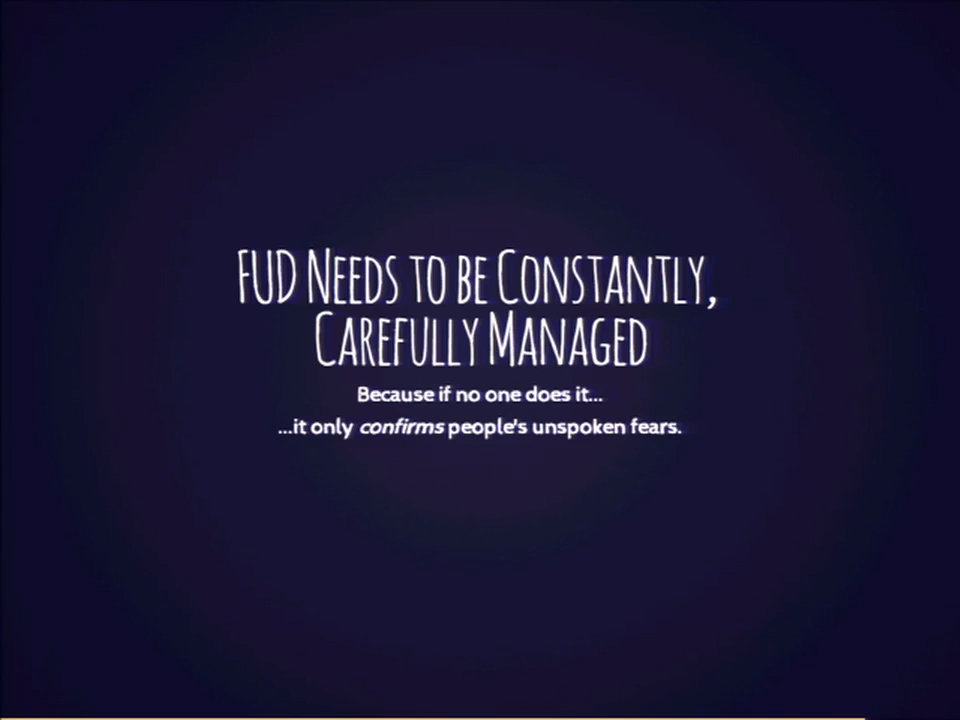 FUD Needs to be Constantly,
Carefully Managed
Because if no one does it...
...it only confirms people's unspoken fears.